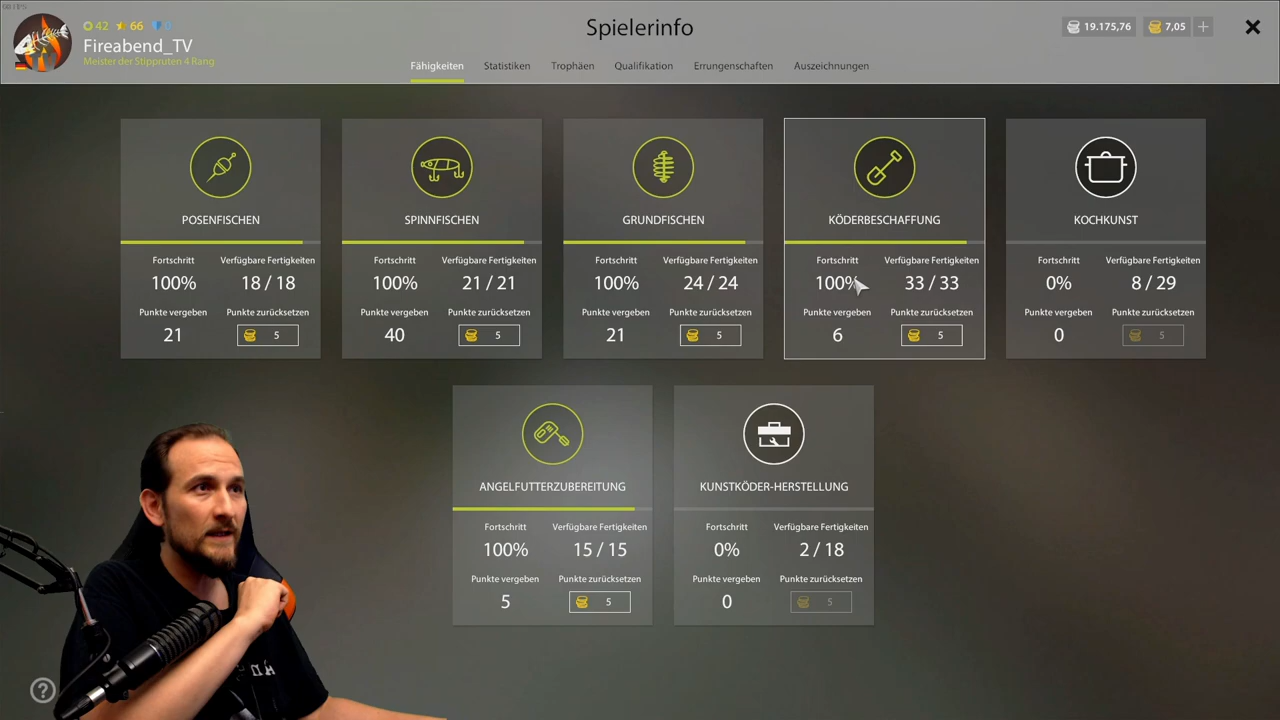 60 FPS
42 66 0
Fireabend_TV
Meister der Stippruten 4 Rang
Spielerinfo
19.175,76 7,05 +
Fähigkeiten Statistiken Trophäen Qualifikation Errungenschaften Auszeichnungen
POSENFISCHEN
Fortschritt Verfügbare Fertigkeiten
100% 18 / 18
Punkte vergeben Punkte zurücksetzen
21 5
SPINNFISCHEN
Fortschritt Verfügbare Fertigkeiten
100% 21 / 21
Punkte vergeben Punkte zurücksetzen
40 5
GRUNDFISCHEN
Fortschritt Verfügbare Fertigkeiten
100% 24 / 24
Punkte vergeben Punkte zurücksetzen
21 5
KÖDERBESCHAFFUNG
Fortschritt Verfügbare Fertigkeiten
100% 33 / 33
Punkte vergeben Punkte zurücksetzen
6 5
KOCHKUNST
Fortschritt Verfügbare Fertigkeiten
0% 8 / 29
Punkte vergeben Punkte zurücksetzen
0 5
ANGELFUTTERZUBEREITUNG
Fortschritt Verfügbare Fertigkeiten
100% 15 / 15
Punkte vergeben Punkte zurücksetzen
5 5
KUNSTKÖDER-HERSTELLUNG
Fortschritt Verfügbare Fertigkeiten
0% 2 / 18
Punkte vergeben Punkte zurücksetzen
0 5
?